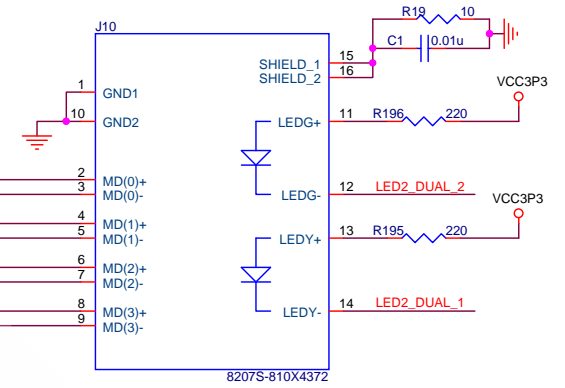 J10
R19 10
C1 0.01u
SHIELD_1 15
SHIELD_2 16
VCC3P3
1 GND1
10 GND2
LEDG+ 11 R196 220
2 MD(0)+
3 MD(0)-
LEDG- 12 LED2_DUAL_2
VCC3P3
4 MD(1)+
5 MD(1)-
LEDY+ 13 R195 220
6 MD(2)+
7 MD(2)-
8 MD(3)+
9 MD(3)-
LEDY- 14 LED2_DUAL_1
8207S-810X4372